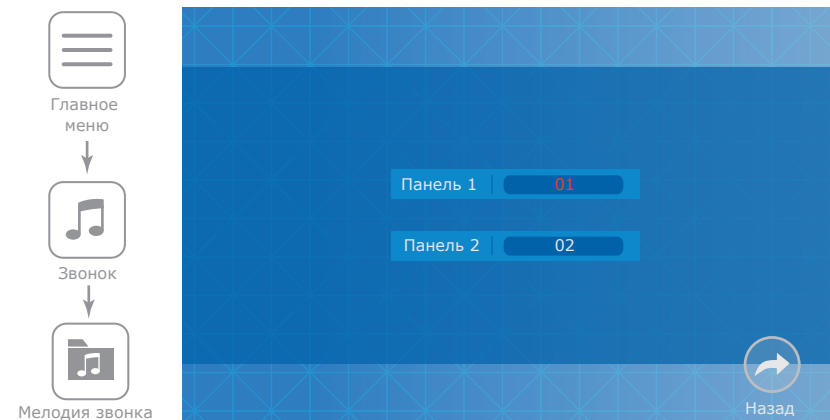 Главное
меню
Звонок
Мелодия звонка
Панель 1 01
Панель 2 02
Назад